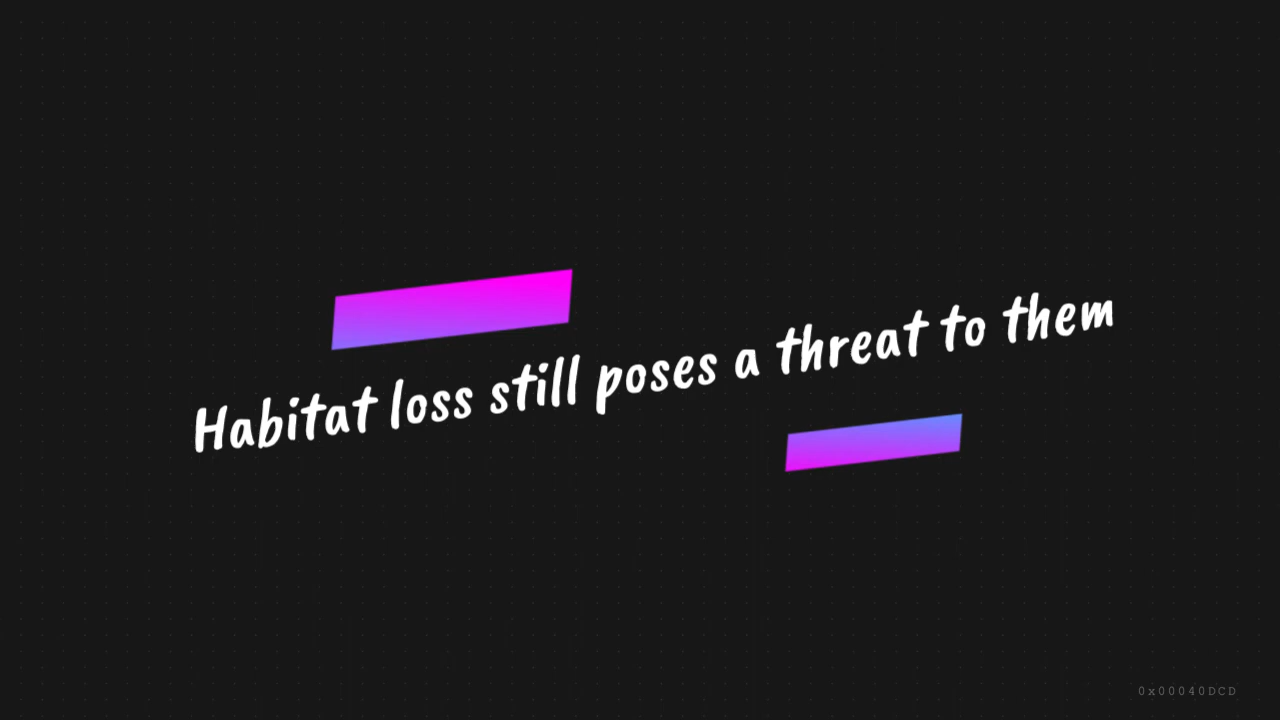 Habitat loss still poses a threat to them
0x00040DCD